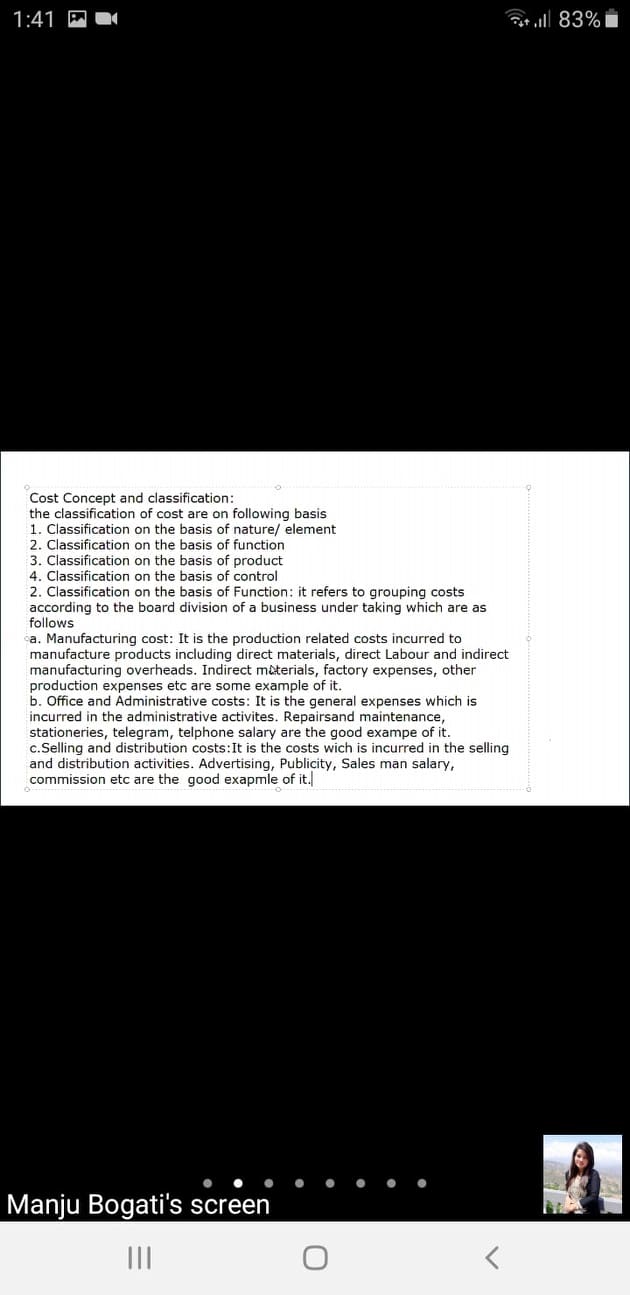 1:41
83%
Cost Concept and classification:
the classification of cost are on following basis
1. Classification on the basis of nature/ element
2. Classification on the basis of function
3. Classification on the basis of product
4. Classification on the basis of control
2. Classification on the basis of Function: it refers to grouping costs
according to the board division of a business under taking which are as
follows
a. Manufacturing cost: It is the production related costs incurred to
manufacture products including direct materials, direct Labour and indirect
manufacturing overheads. Indirect materials, factory expenses, other
production expenses etc are some example of it.
b. Office and Administrative costs: It is the general expenses which is
incurred in the administrative activites. Repairsand maintenance,
stationeries, telegram, telphone salary are the good exampe of it.
c.Selling and distribution costs:It is the costs wich is incurred in the selling
and distribution activities. Advertising, Publicity, Sales man salary,
commission etc are the  good exapmle of it.
Manju Bogati's screen